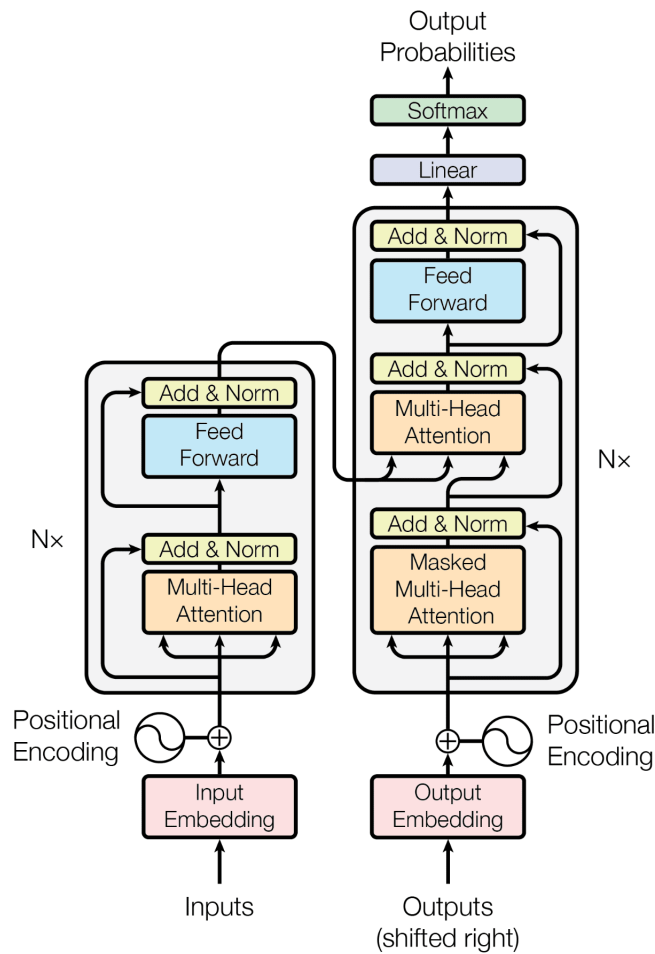 Output
Probabilities
Softmax
Linear
Add & Norm
Feed
Forward
Add & Norm
Multi-Head
Attention
Add & Norm
Masked
Multi-Head
Attention
N×
Add & Norm
Feed
Forward
Add & Norm
Multi-Head
Attention
N×
Positional
Encoding
Positional
Encoding
Input
Embedding
Output
Embedding
Inputs
Outputs
(shifted right)